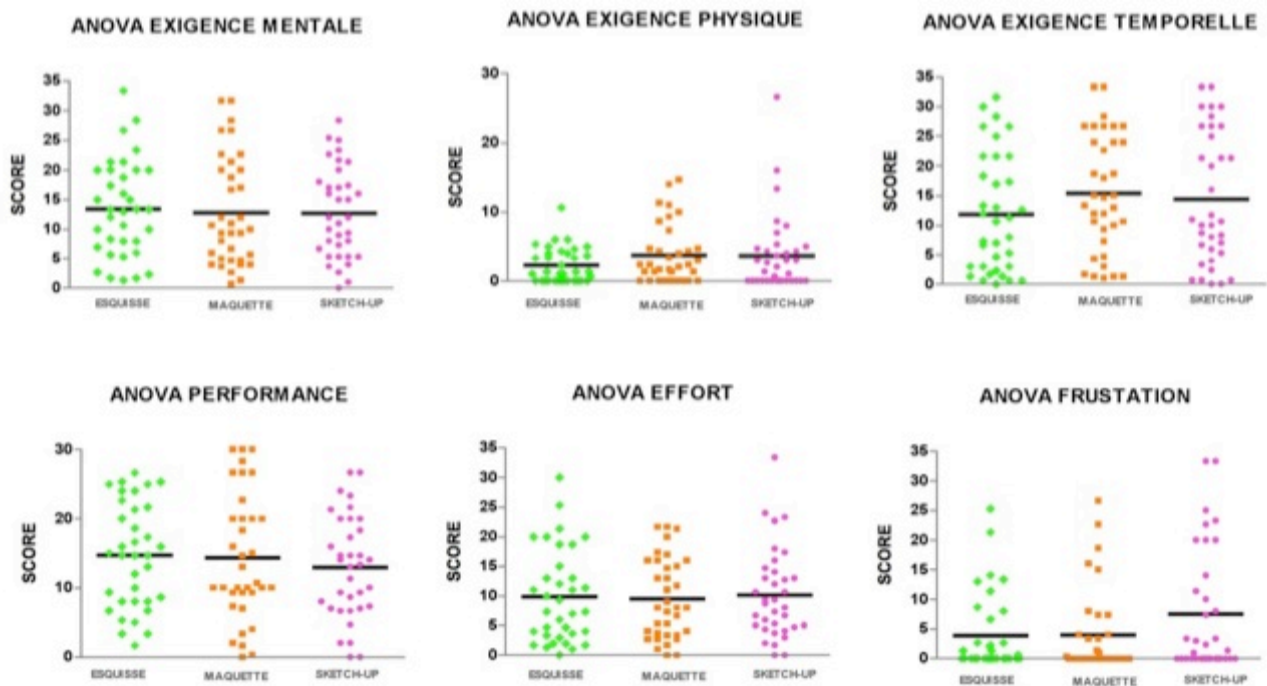 ANOVA EXIGENCE MENTALE
SCORE
35
30
25
20
15
10
5
0
ESQUISSE MAQUETTE SKETCH-UP
ANOVA EXIGENCE PHYSIQUE
SCORE
30
20
10
0
ESQUISSE MAQUETTE SKETCH-UP
ANOVA EXIGENCE TEMPORELLE
SCORE
35
30
25
20
15
10
5
0
ESQUISSE MAQUETTE SKETCH-UP
ANOVA PERFORMANCE
SCORE
30
20
10
0
ESQUISSE MAQUETTE SKETCH-UP
ANOVA EFFORT
SCORE
35
30
25
20
15
10
5
0
ESQUISSE MAQUETTE SKETCH-UP
ANOVA FRUSTATION
SCORE
35
30
25
20
15
10
5
0
ESQUISSE MAQUETTE SKETCH-UP